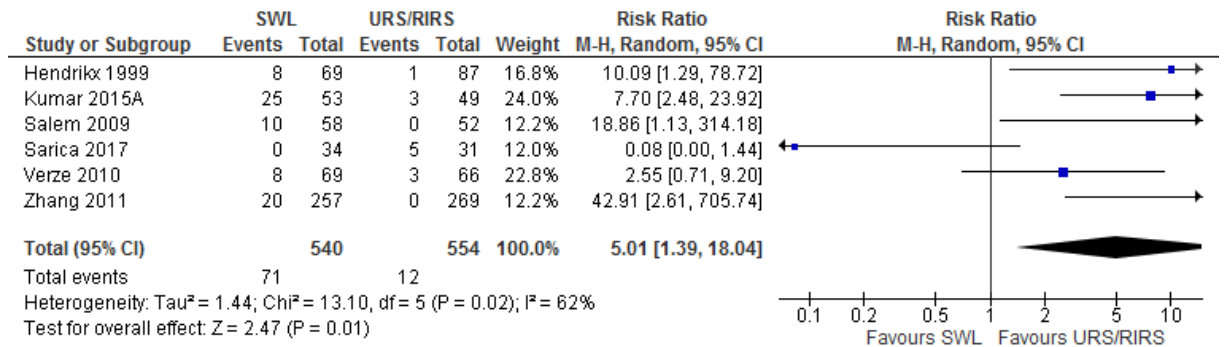 SWL URS/RIRS Risk Ratio Risk Ratio
Study or Subgroup Events Total Events Total Weight M-H, Random, 95% CI M-H, Random, 95% CI
Hendrikx 1999 8 69 1 87 16.8% 10.09 [1.29, 78.72]
Kumar 2015A 25 53 3 49 24.0% 7.70 [2.48, 23.92]
Salem 2009 10 58 0 52 12.2% 18.86 [1.13, 314.18]
Sarica 2017 0 34 5 31 12.0% 0.08 [0.00, 1.44]
Verze 2010 8 69 3 66 22.8% 2.55 [0.71, 9.20]
Zhang 2011 20 257 0 269 12.2% 42.91 [2.61, 705.74]
Total (95% CI) 540 554 100.0% 5.01 [1.39, 18.04]
Total events 71 12
Heterogeneity: Tau² = 1.44; Chi² = 13.10, df = 5 (P = 0.02); I² = 62%
Test for overall effect: Z = 2.47 (P = 0.01)
0.1 0.2 0.5 1 2 5 10
Favours SWL Favours URS/RIRS